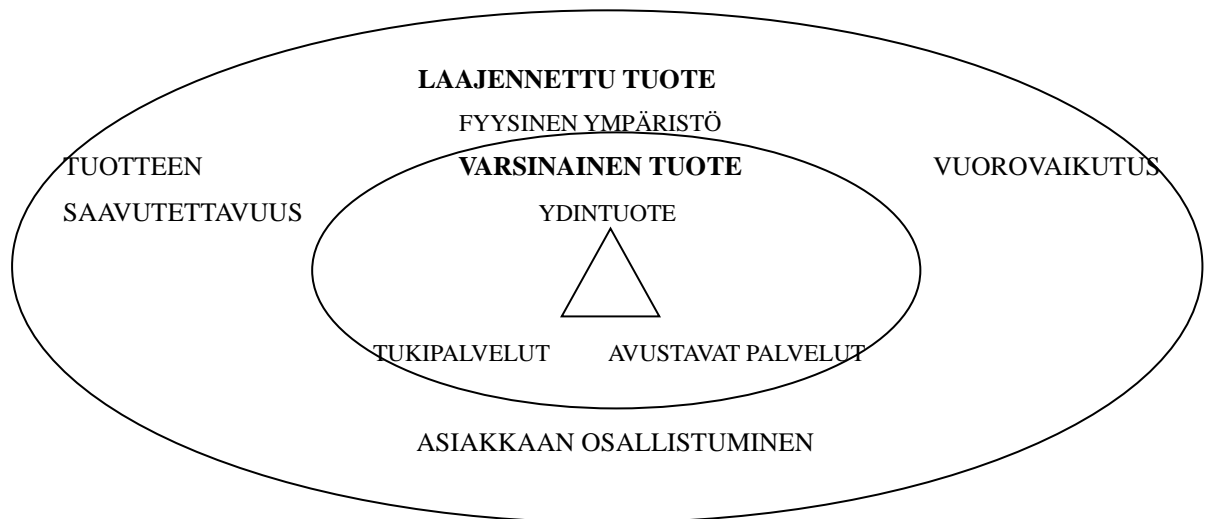 LAAJENNETTU TUOTE
FYYSINEN YMPÄRISTÖ
TUOTTEEN
SAAVUTETTAVUUS
VARSINAINEN TUOTE
VUOROVAIKUTUS
YDINTUOTE
TUKIPALVELUT
AVUSTAVAT PALVELUT
ASIAKKAAN OSALLISTUMINEN